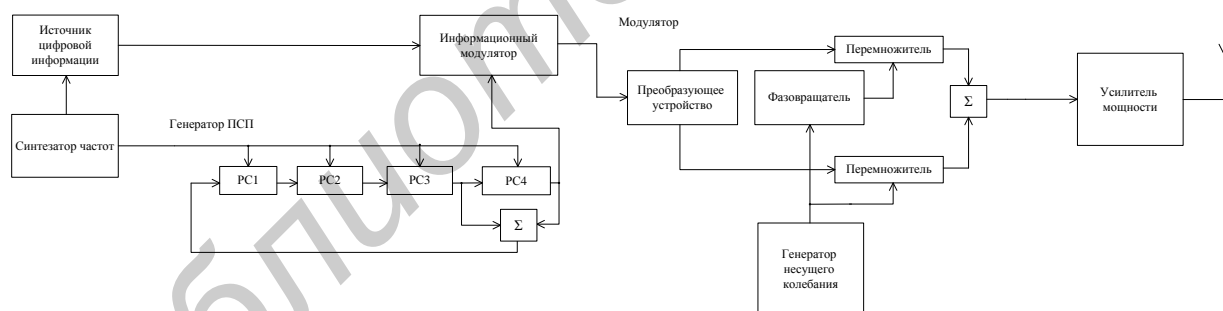 Источник
цифровой
информации
Информационный
модулятор
Модулятор
Перемножитель
Преобразующее
устройство
Фазовращатель
Σ
Усилитель
мощности
Синтезатор частот
Генератор ПСП
РС1
РС2
РС3
РС4
Перемножитель
Σ
Генератор
несущего
колебания